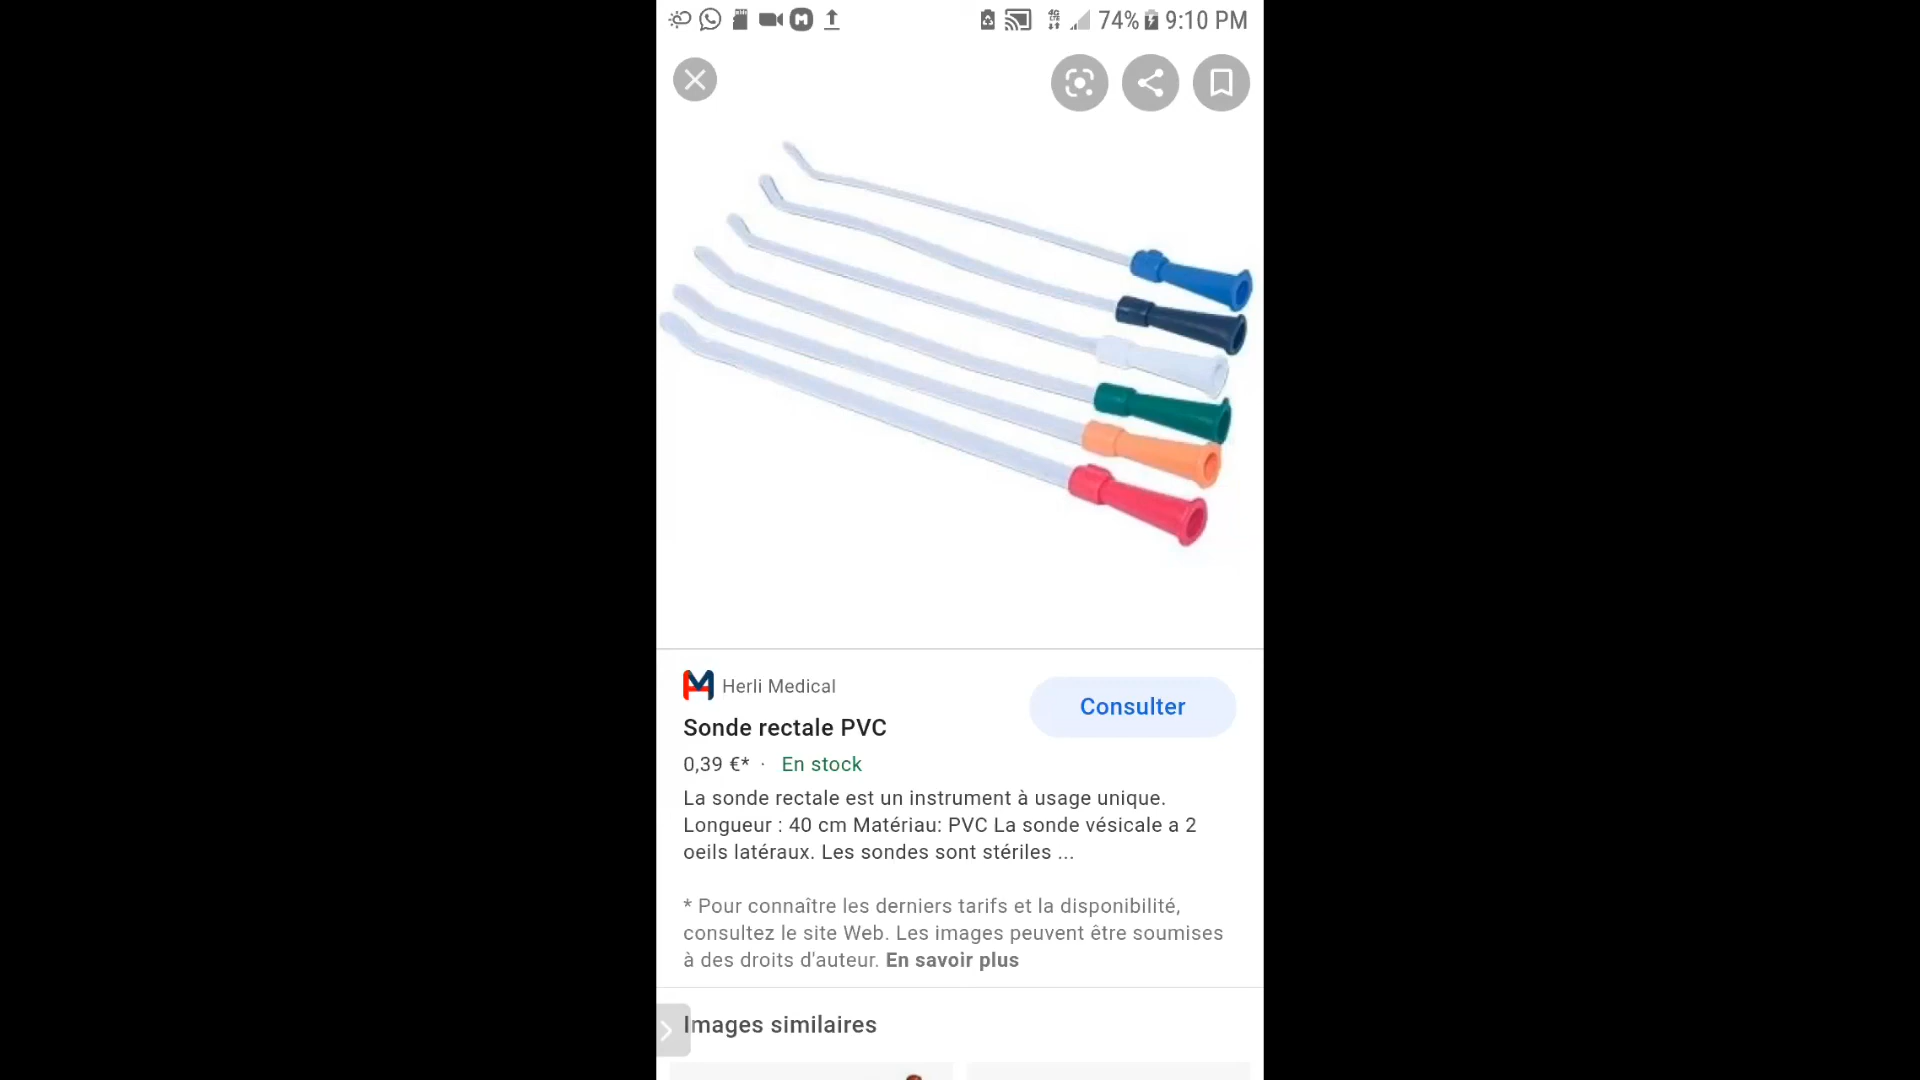 74% 9:10 PM
Herli Medical
Consulter
Sonde rectale PVC
0,39 €* · En stock
La sonde rectale est un instrument à usage unique.
Longueur : 40 cm Matériau: PVC La sonde vésicale a 2
oeils latéraux. Les sondes sont stériles ...
* Pour connaître les derniers tarifs et la disponibilité,
consultez le site Web. Les images peuvent être soumises
à des droits d'auteur. En savoir plus
Images similaires